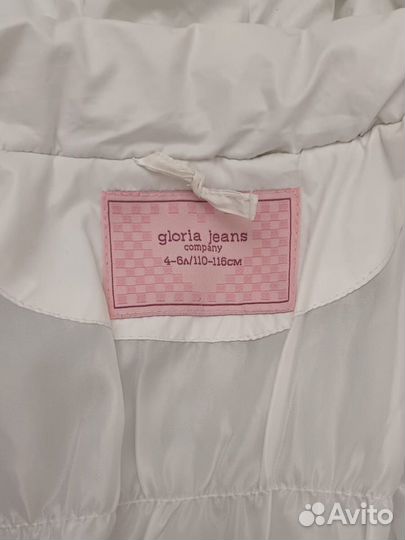 gloria jeans
company
4-6л/110-116см
Avito